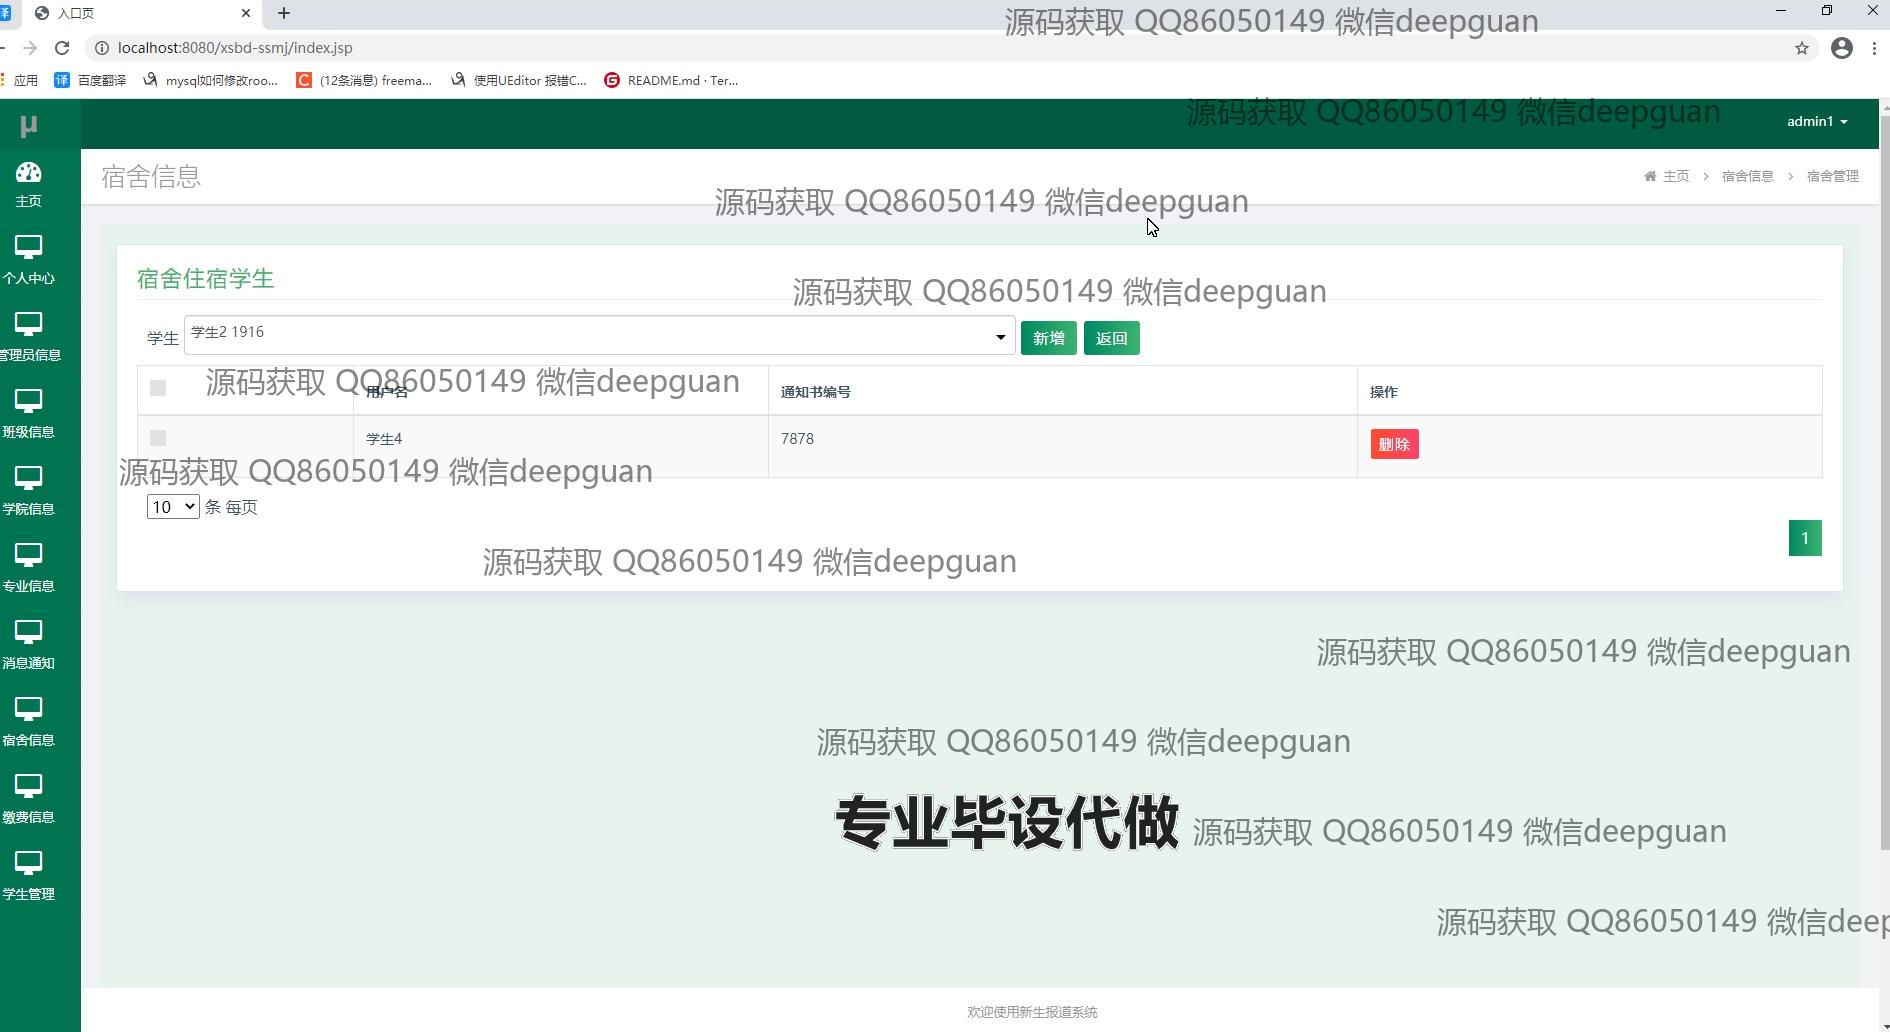 译
入口页
源码获取 QQ86050149 微信deepguan
localhost:8080/xsbd-ssmj/index.jsp
应用
译 百度翻译
mysql如何修改roo...
C (12条消息) freema...
使用UEditor 报错C...
G README.md · Ter...
源码获取 QQ86050149 微信deepguan
μ
admin1
主页
个人中心
管理员信息
班级信息
学院信息
专业信息
消息通知
宿舍信息
缴费信息
学生管理
宿舍信息
主页 > 宿舍信息 > 宿舍管理
源码获取 QQ86050149 微信deepguan
宿舍住宿学生
源码获取 QQ86050149 微信deepguan
学生 学生2 1916 新增 返回
源码获取 QQ86050149 微信deepguan
用户名 通知书编号 操作
学生4 7878 删除
源码获取 QQ86050149 微信deepguan
10 条 每页
1
源码获取 QQ86050149 微信deepguan
源码获取 QQ86050149 微信deepguan
源码获取 QQ86050149 微信deepguan
专业毕设代做
源码获取 QQ86050149 微信deepguan
源码获取 QQ86050149 微信deep
欢迎使用新生报道系统